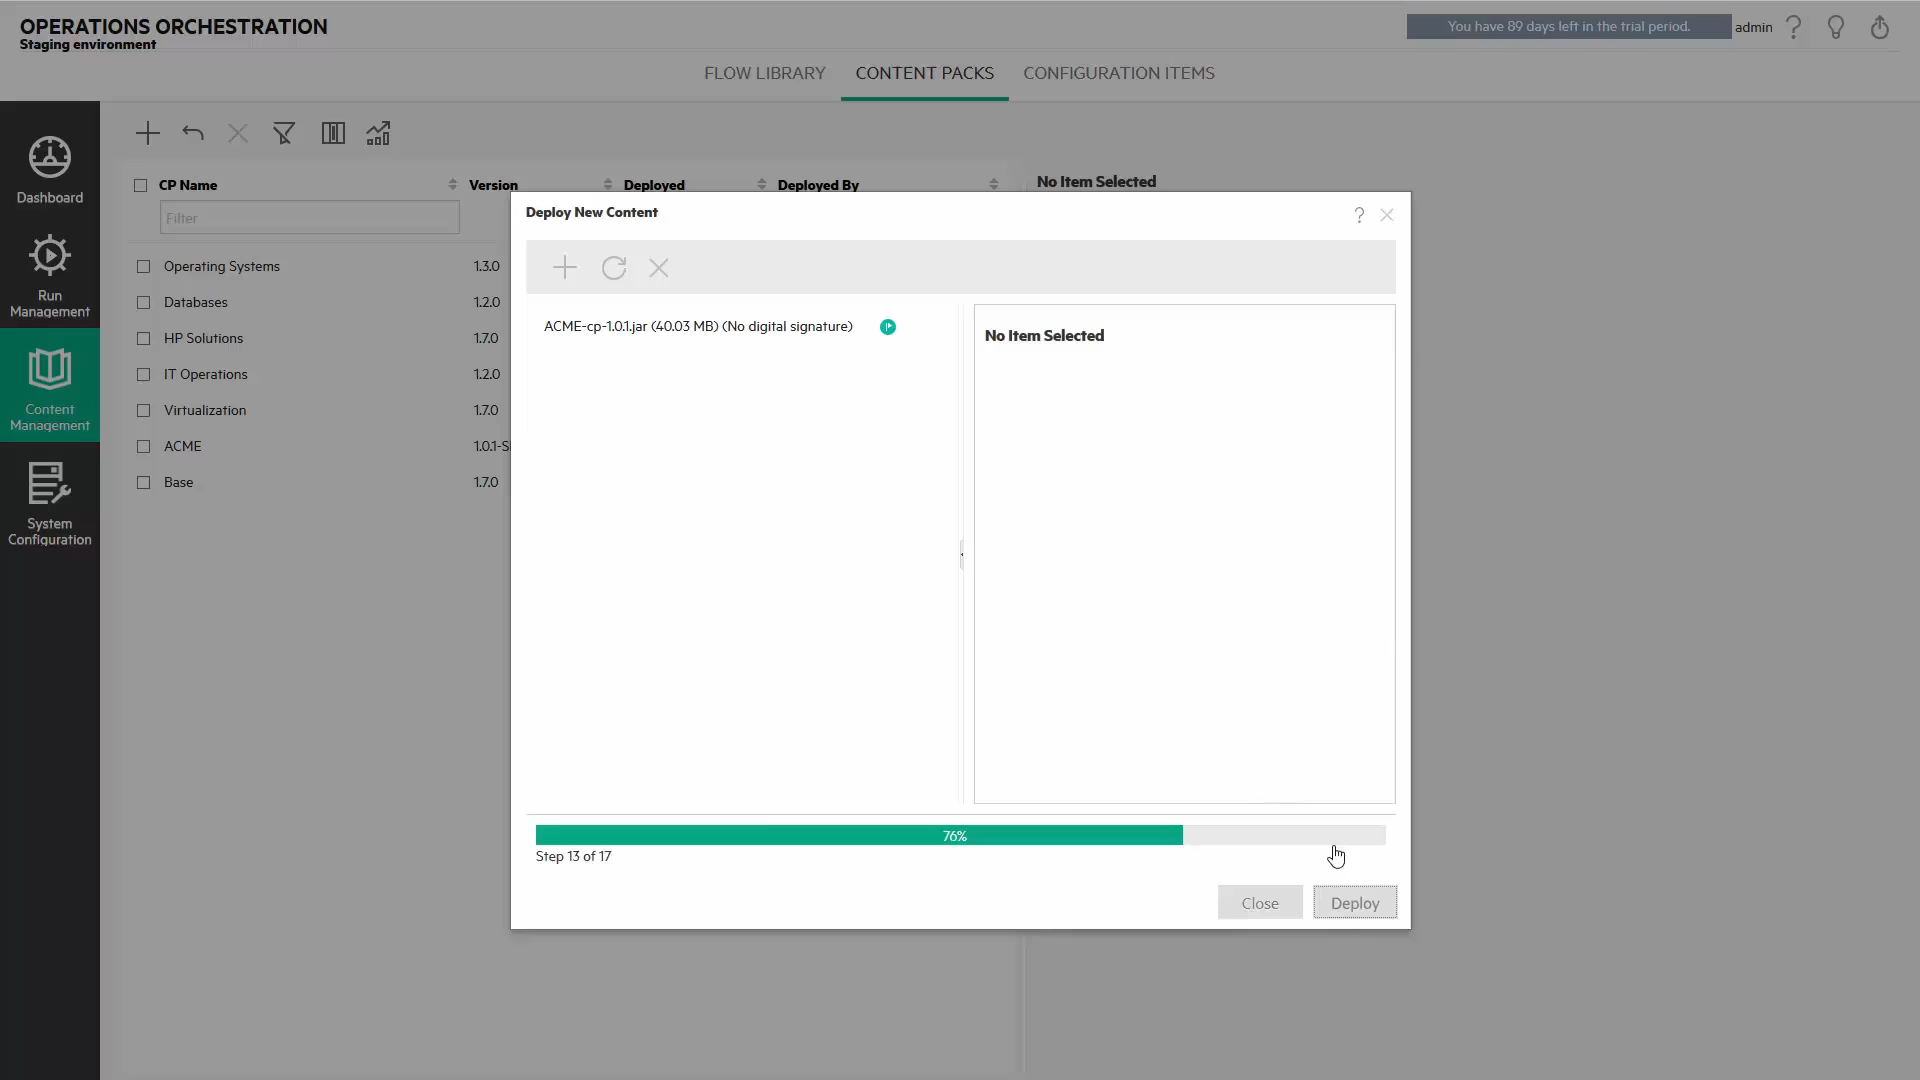 OPERATIONS ORCHESTRATION
Staging environment
You have 89 days left in the trial period.
admin
FLOW LIBRARY
CONTENT PACKS
CONFIGURATION ITEMS
Dashboard
Run
Management
Content
Management
System
Configuration
CP Name
Version
Deployed
Deployed By
Filter
Operating Systems 1.3.0
Databases 1.2.0
HP Solutions 1.7.0
IT Operations 1.2.0
Virtualization 1.7.0
ACME 1.0.1-S
Base 1.7.0
No Item Selected
Deploy New Content
ACME-cp-1.0.1.jar (40.03 MB) (No digital signature)
No Item Selected
76%
Step 13 of 17
Close
Deploy